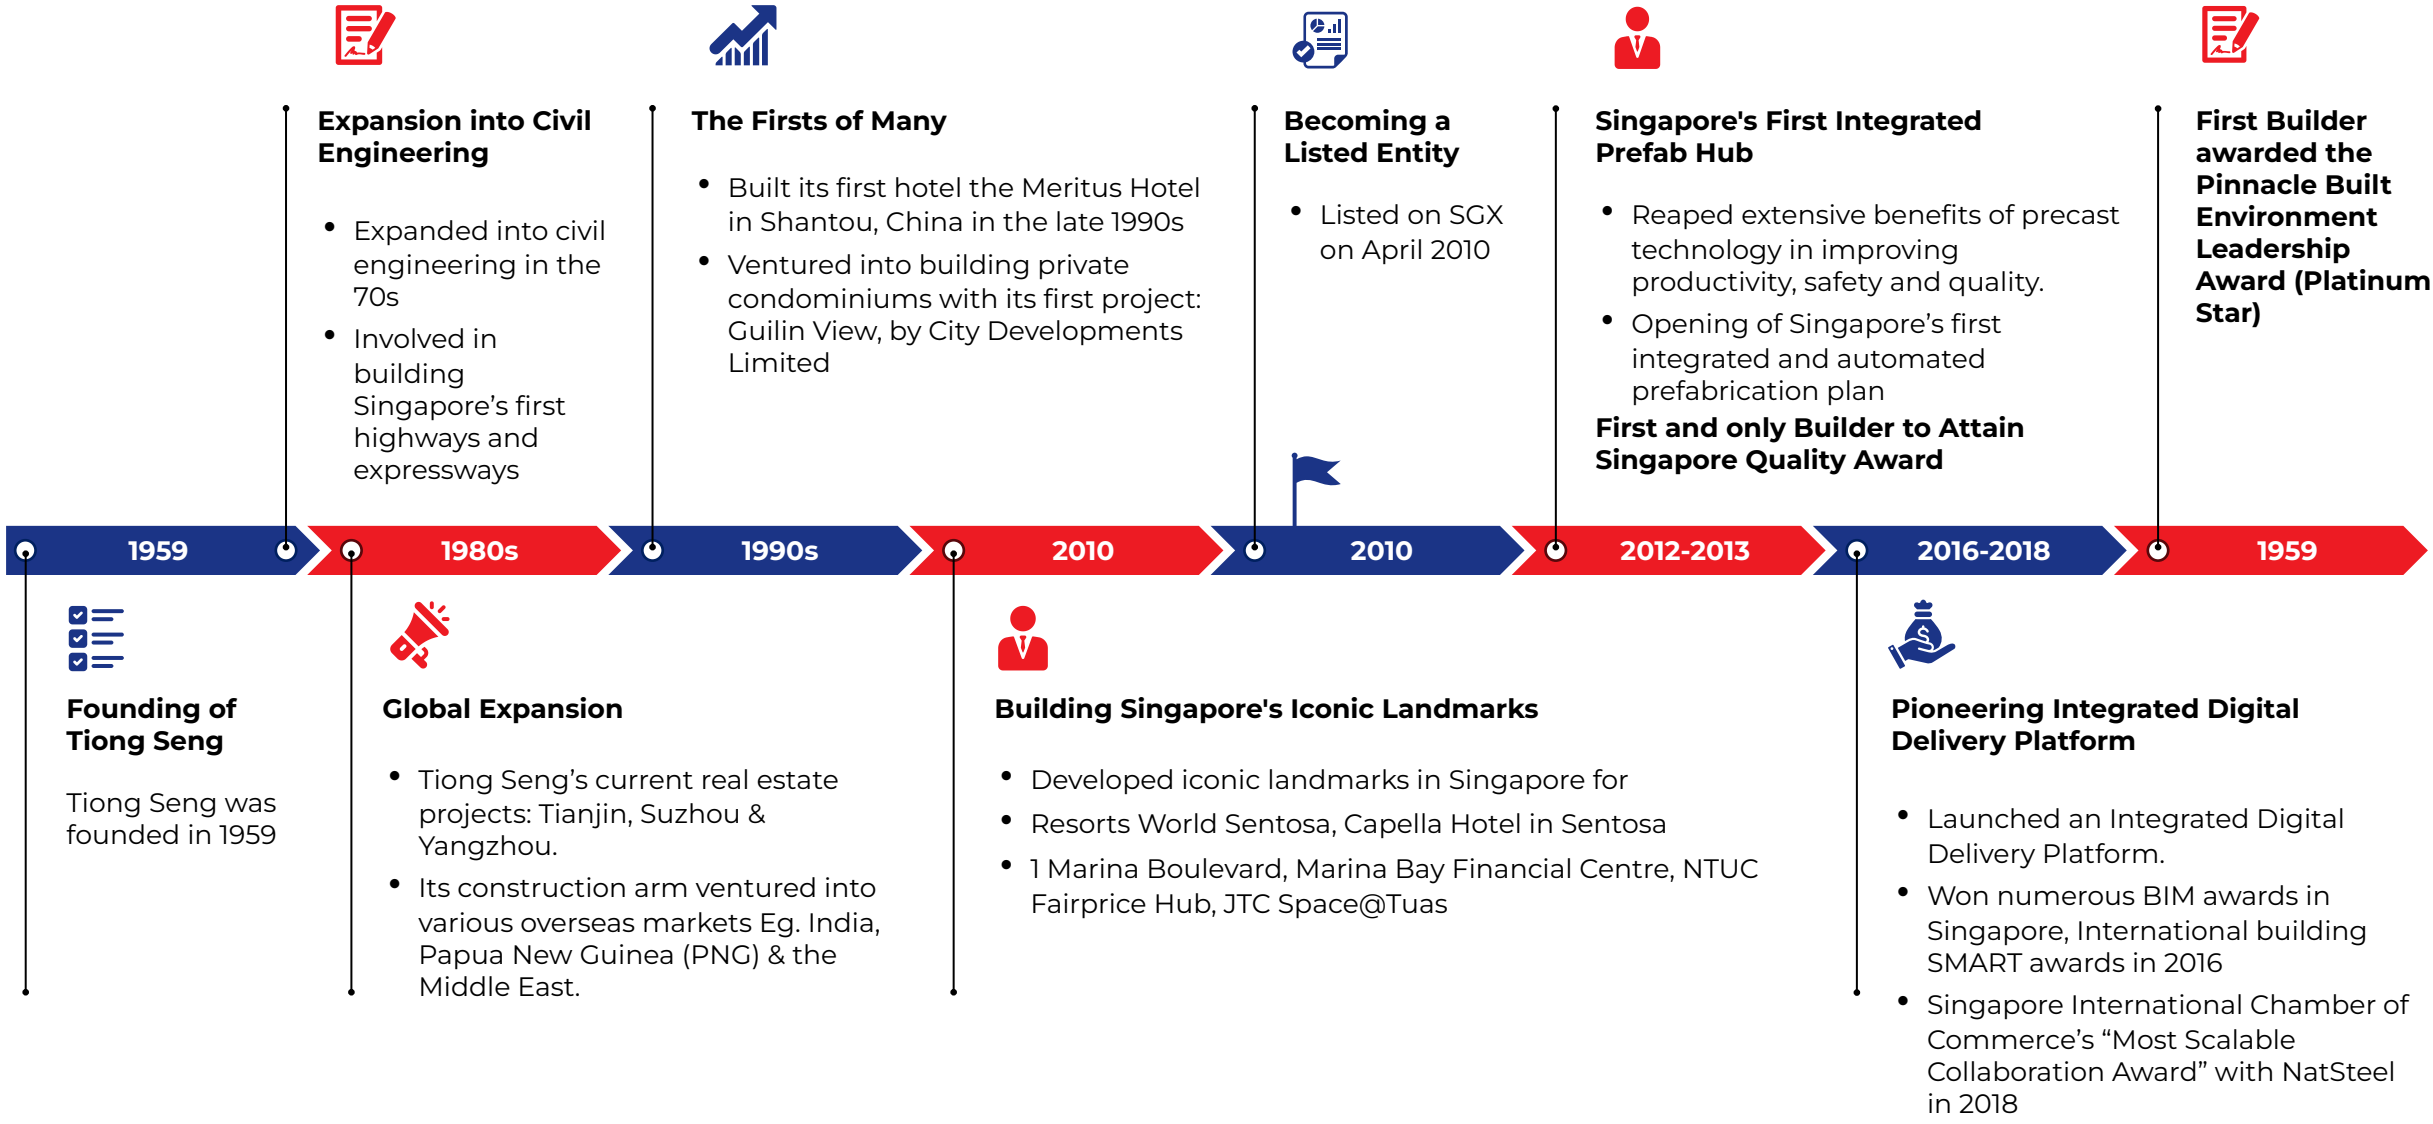 Expansion into Civil
Engineering
• Expanded into civil
engineering in the
70s
• Involved in
building
Singapore’s first
highways and
expressways
The Firsts of Many
• Built its first hotel the Meritus Hotel
in Shantou, China in the late 1990s
• Ventured into building private
condominiums with its first project:
Guilin View, by City Developments
Limited
Becoming a
Listed Entity
• Listed on SGX
on April 2010
Singapore's First Integrated
Prefab Hub
• Reaped extensive benefits of precast
technology in improving
productivity, safety and quality.
• Opening of Singapore’s first
integrated and automated
prefabrication plan
First and only Builder to Attain
Singapore Quality Award
First Builder
awarded the
Pinnacle Built
Environment
Leadership
Award (Platinum
Star)
1959
1980s
1990s
2010
2010
2012-2013
2016-2018
1959
Founding of
Tiong Seng
Tiong Seng was
founded in 1959
Global Expansion
• Tiong Seng’s current real estate
projects: Tianjin, Suzhou &
Yangzhou.
• Its construction arm ventured into
various overseas markets Eg. India,
Papua New Guinea (PNG) & the
Middle East.
Building Singapore's Iconic Landmarks
• Developed iconic landmarks in Singapore for
• Resorts World Sentosa, Capella Hotel in Sentosa
• 1 Marina Boulevard, Marina Bay Financial Centre, NTUC
Fairprice Hub, JTC Space@Tuas
Pioneering Integrated Digital
Delivery Platform
• Launched an Integrated Digital
Delivery Platform.
• Won numerous BIM awards in
Singapore, International building
SMART awards in 2016
• Singapore International Chamber of
Commerce’s “Most Scalable
Collaboration Award” with NatSteel
in 2018